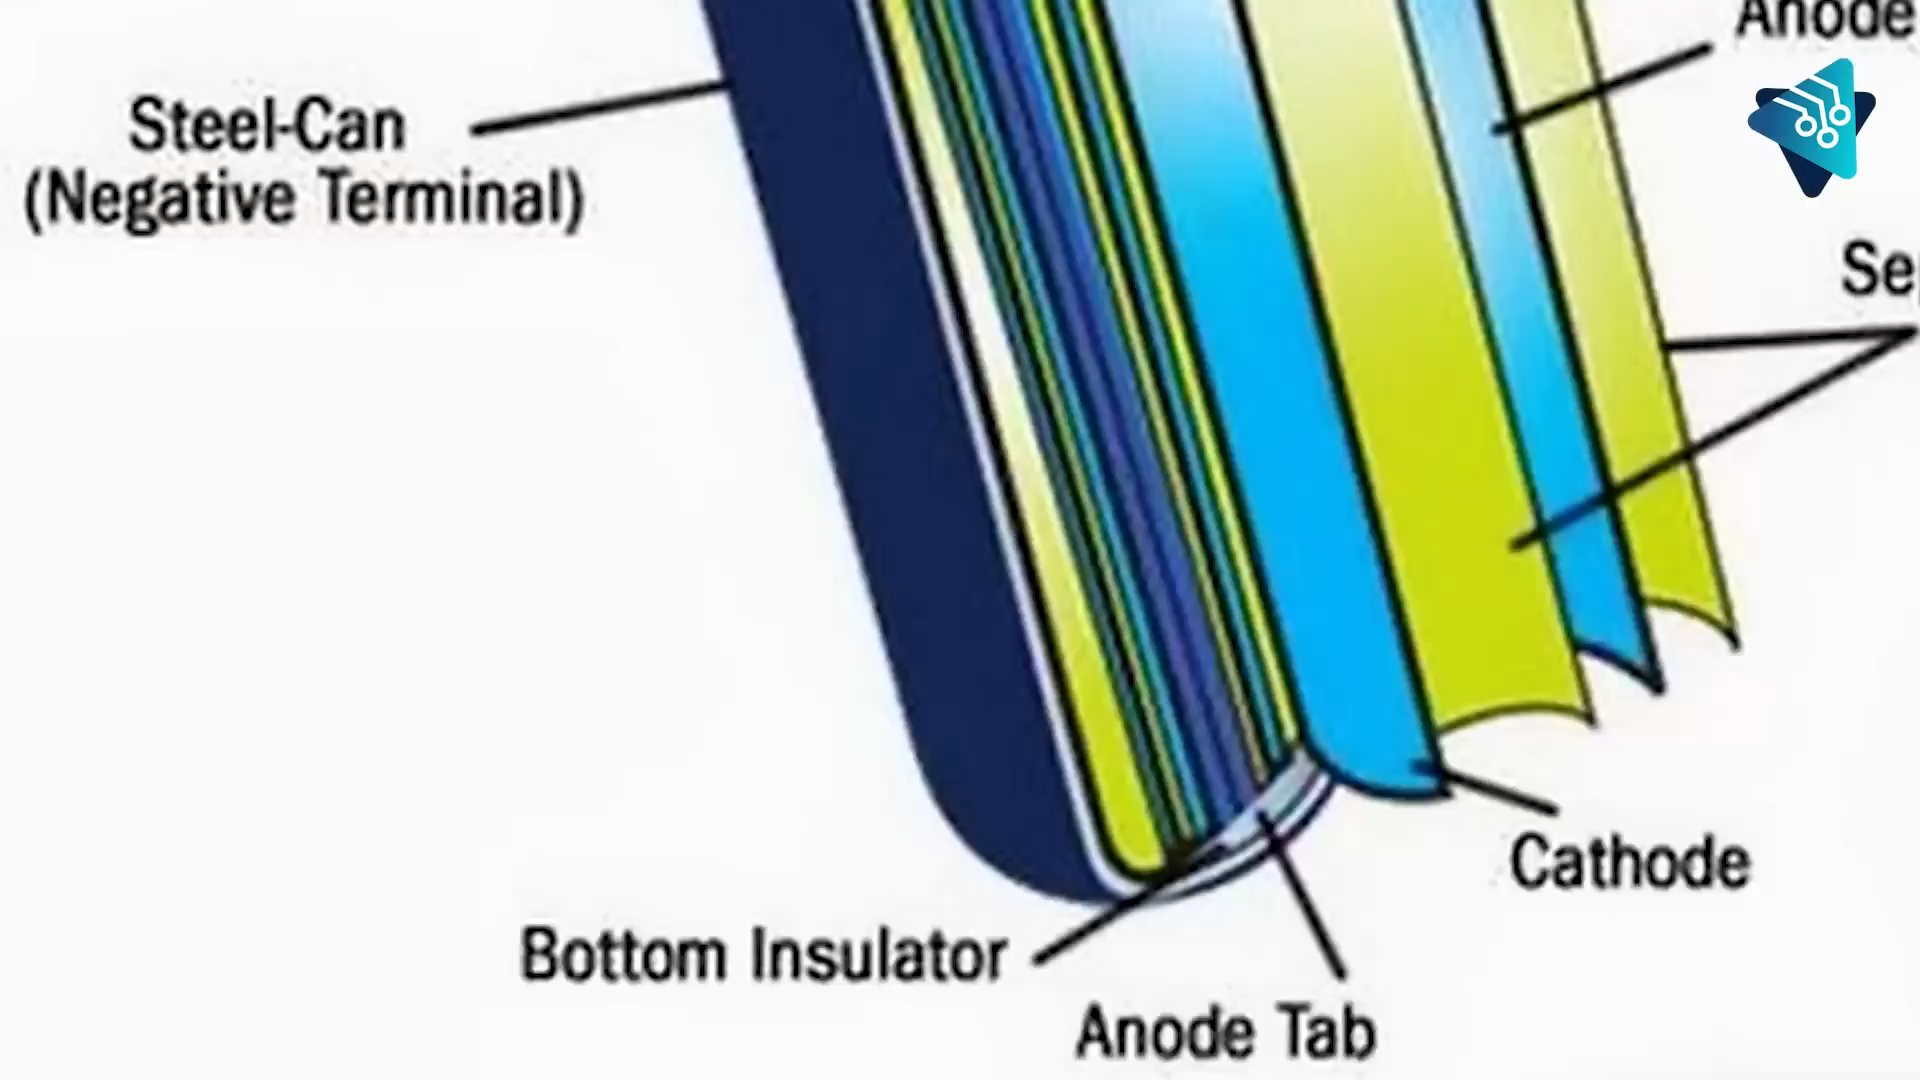 Anode
Steel-Can
(Negative Terminal)
Cathode
Bottom Insulator
Anode Tab